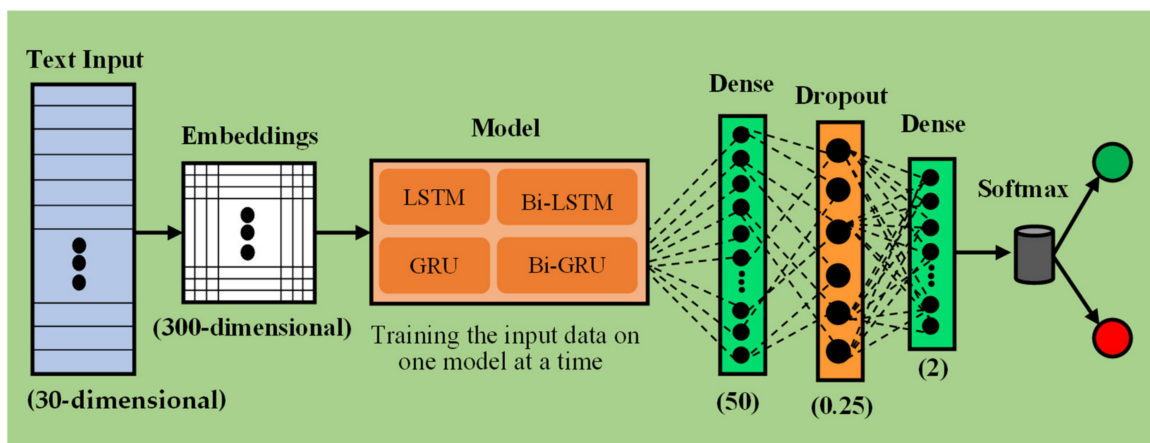 Text Input
(30-dimensional)
Embeddings
(300-dimensional)
Model
LSTM
Bi-LSTM
GRU
Bi-GRU
Training the input data on
one model at a time
Dense
(50)
Dropout
(0.25)
Dense
(2)
Softmax